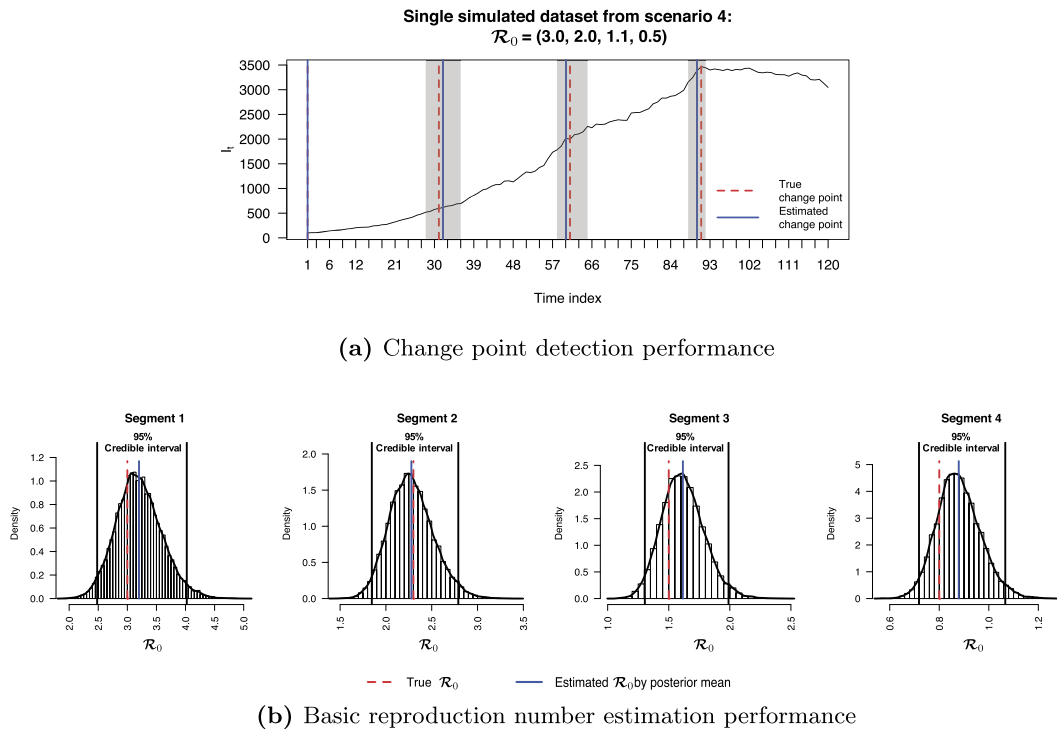 Single simulated dataset from scenario 4:
𝓡₀ = (3.0, 2.0, 1.1, 0.5)
3500
3000
2500
2000
1500
1000
500
0
Iₜ
True
change point
Estimated
change point
1 6 12 21 30 39 48 57 66 75 84 93 102 111 120
Time index
(a) Change point detection performance
Segment 1
95%
Credible interval
Density
0.0 0.2 0.4 0.6 0.8 1.0 1.2
2.0 2.5 3.0 3.5 4.0 4.5 5.0
𝓡₀
Segment 2
95%
Credible interval
Density
0.0 0.5 1.0 1.5 2.0
1.5 2.0 2.5 3.0 3.5
𝓡₀
Segment 3
95%
Credible interval
Density
0.0 0.5 1.0 1.5 2.0 2.5
1.0 1.5 2.0 2.5
𝓡₀
Segment 4
95%
Credible interval
Density
0 1 2 3 4 5
0.6 0.8 1.0 1.2
𝓡₀
True 𝓡₀
Estimated 𝓡₀by posterior mean
(b) Basic reproduction number estimation performance